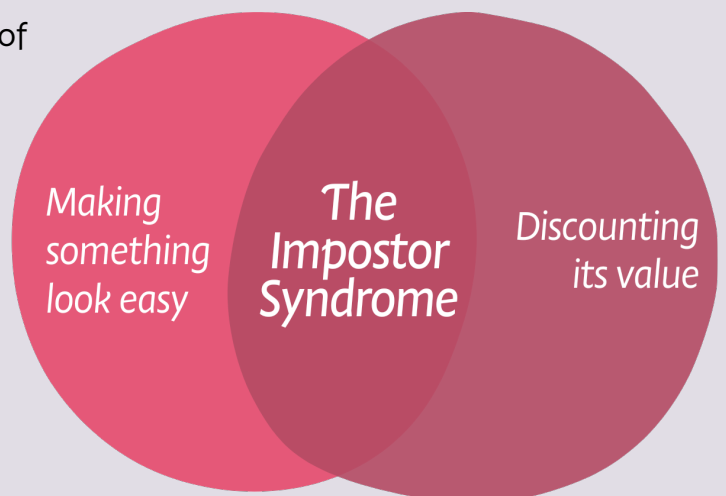 of
Making
something
look easy
The
Impostor
Syndrome
Discounting
its value